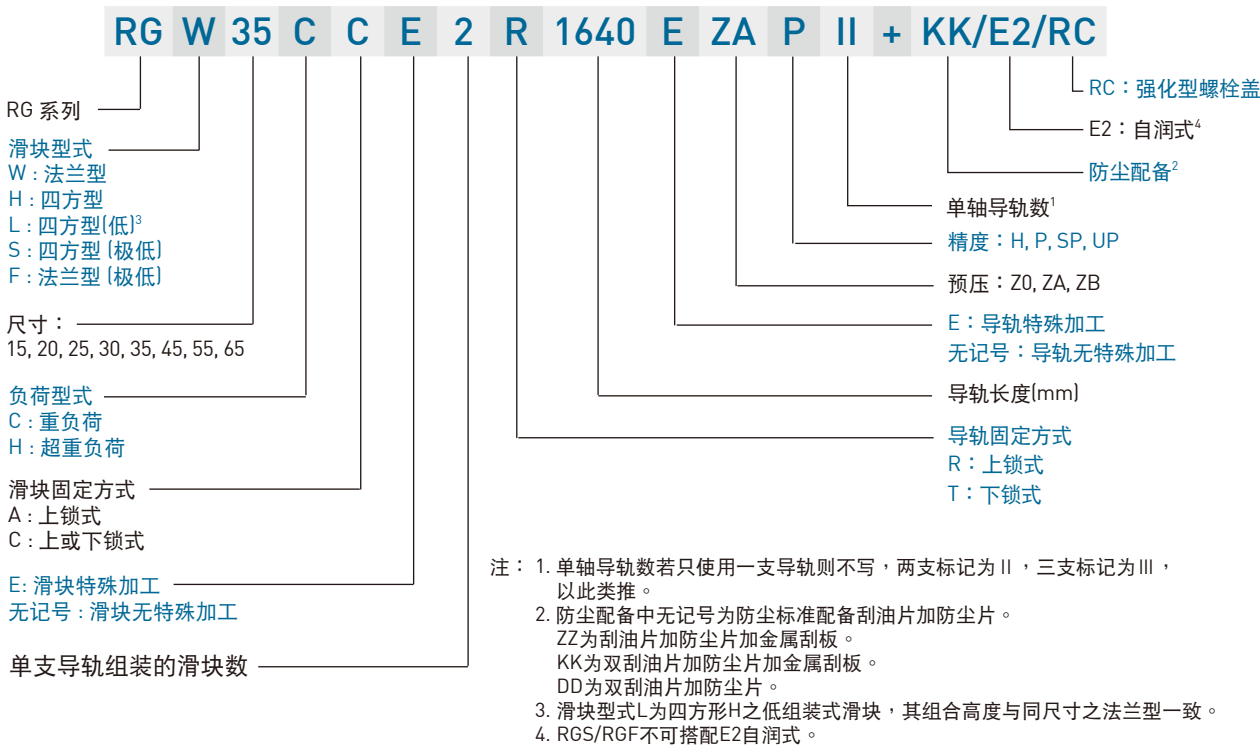 RG W 35 C C E 2 R 1640 E ZA P II + KK/E2/RC
RG 系列
滑块型式
W : 法兰型
H : 四方型
L : 四方型(低)³
S : 四方型 (极低)
F : 法兰型 (极低)
尺寸：
15, 20, 25, 30, 35, 45, 55, 65
负荷型式
C : 重负荷
H : 超重负荷
滑块固定方式
A : 上锁式
C : 上或下锁式
E: 滑块特殊加工
无记号 : 滑块无特殊加工
单支导轨组装的滑块数
RC：强化型螺栓盖
E2：自润式⁴
防尘配备²
单轴导轨数¹
精度：H, P, SP, UP
预压：Z0, ZA, ZB
E：导轨特殊加工
无记号：导轨无特殊加工
导轨长度(mm)
导轨固定方式
R：上锁式
T：下锁式
注： 1. 单轴导轨数若只使用一支导轨则不写，两支标记为Ⅱ，三支标记为Ⅲ，
以此类推。
2. 防尘配备中无记号为防尘标准配备刮油片加防尘片。
ZZ为刮油片加防尘片加金属刮板。
KK为双刮油片加防尘片加金属刮板。
DD为双刮油片加防尘片。
3. 滑块型式L为四方形H之低组装式滑块，其组合高度与同尺寸之法兰型一致。
4. RGS/RGF不可搭配E2自润式。